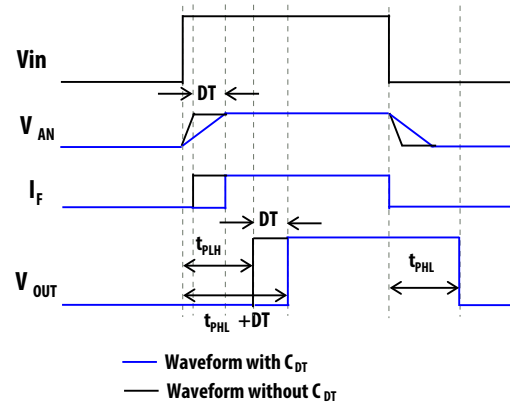 Vin
DT
V AN
I F
DT
t PLH
V OUT
t PHL
t PHL +DT
Waveform with C DT
Waveform without C DT